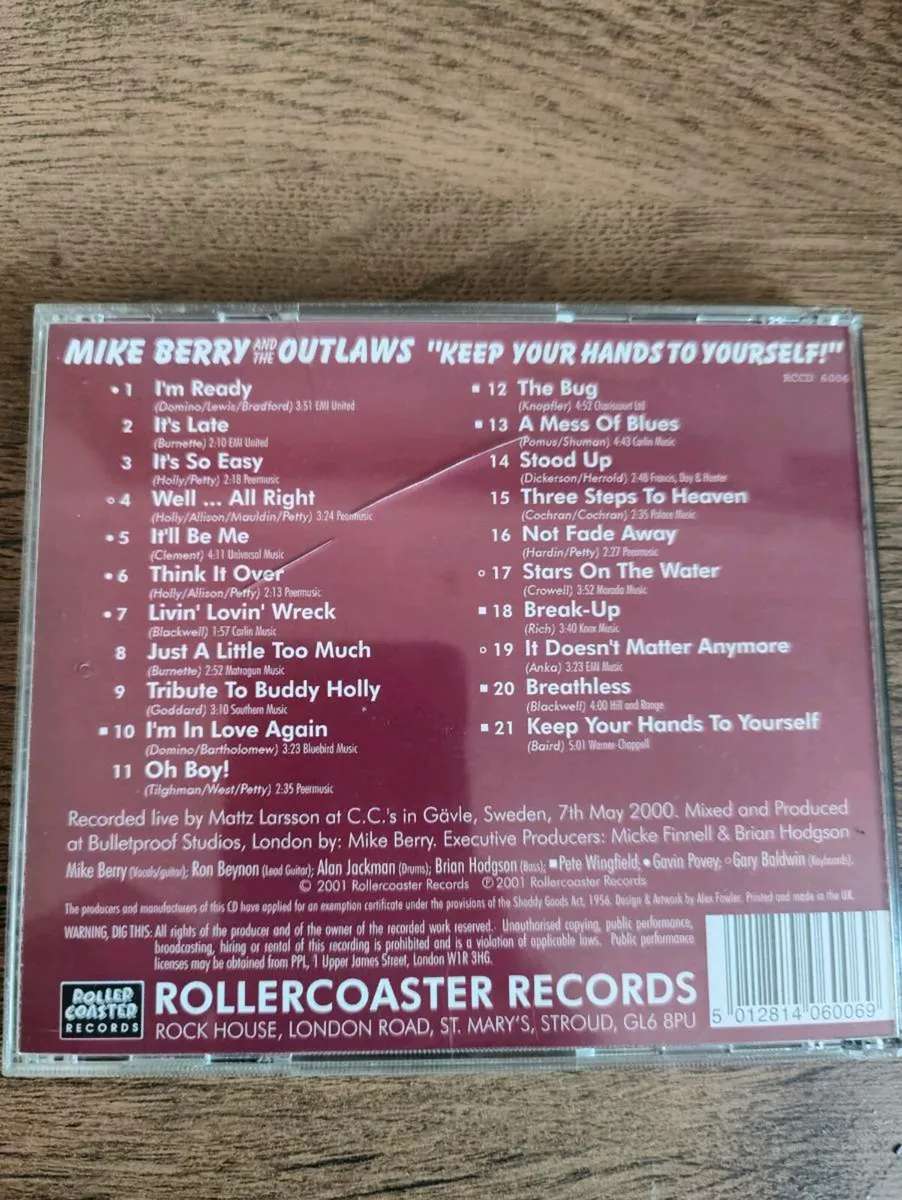 MIKE BERRY AND THE OUTLAWS "KEEP YOUR HANDS TO YOURSELF!"
RCCD 6006
• 1 I'm Ready
(Domino/Lewis/Bradford) 3:51 EMI United
2 It's Late
(Burnette) 2:10 EMI United
3 It's So Easy
(Holly/Petty) 2:18 Peermusic
○ 4 Well ... All Right
(Holly/Allison/Mauldin/Petty) 3:24 Peermusic
• 5 It'll Be Me
(Clement) 4:11 Universal Music
• 6 Think It Over
(Holly/Allison/Petty) 2:13 Peermusic
• 7 Livin' Lovin' Wreck
(Blackwell) 1:57 Carlin Music
8 Just A Little Too Much
(Burnette) 2:52 Matragun Music
9 Tribute To Buddy Holly
(Goddard) 3:10 Southern Music
■ 10 I'm In Love Again
(Domino/Bartholomew) 3:23 Bluebird Music
11 Oh Boy!
(Tilghman/West/Petty) 2:35 Peermusic
■ 12 The Bug
(Knopfler) 4:52 Chariscourt Ltd
■ 13 A Mess Of Blues
(Pomus/Shuman) 4:43 Carlin Music
14 Stood Up
(Dickerson/Herrold) 2:48 Francis, Day & Hunter
15 Three Steps To Heaven
(Cochran/Cochran) 2:35 Palace Music
16 Not Fade Away
(Hardin/Petty) 2:27 Peermusic
○ 17 Stars On The Water
(Crowell) 3:52 Marada Music
■ 18 Break-Up
(Rich) 3:40 Knox Music
○ 19 It Doesn't Matter Anymore
(Anka) 3:23 EMI Music
■ 20 Breathless
(Blackwell) 4:00 Hill and Range
■ 21 Keep Your Hands To Yourself
(Baird) 5:01 Warner-Chappell
Recorded live by Mattz Larsson at C.C.'s in Gävle, Sweden, 7th May 2000. Mixed and Produced
at Bulletproof Studios, London by: Mike Berry. Executive Producers: Micke Finnell & Brian Hodgson
Mike Berry (Vocals/guitar); Ron Beynon (Lead Guitar); Alan Jackman (Drums); Brian Hodgson (Bass); ■Pete Wingfield; •Gavin Povey; ○Gary Baldwin (Keyboards).
© 2001 Rollercoaster Records ℗2001 Rollercoaster Records
The producers and manufacturers of this CD have applied for an exemption certificate under the provisions of the Shoddy Goods Act, 1956. Design & Artwork by Alex Fowler. Printed and made in the UK.
WARNING, DIG THIS: All rights of the producer and of the owner of the recorded work reserved. Unauthorised copying, public performance,
broadcasting, hiring or rental of this recording is prohibited and is a violation of applicable laws. Public performance
licenses may be obtained from PPL, 1 Upper James Street, London W1R 3HG.
ROLLER
COASTER
RECORDS
ROLLERCOASTER RECORDS
ROCK HOUSE, LONDON ROAD, ST. MARY'S, STROUD, GL6 8PU
5 012814 060069